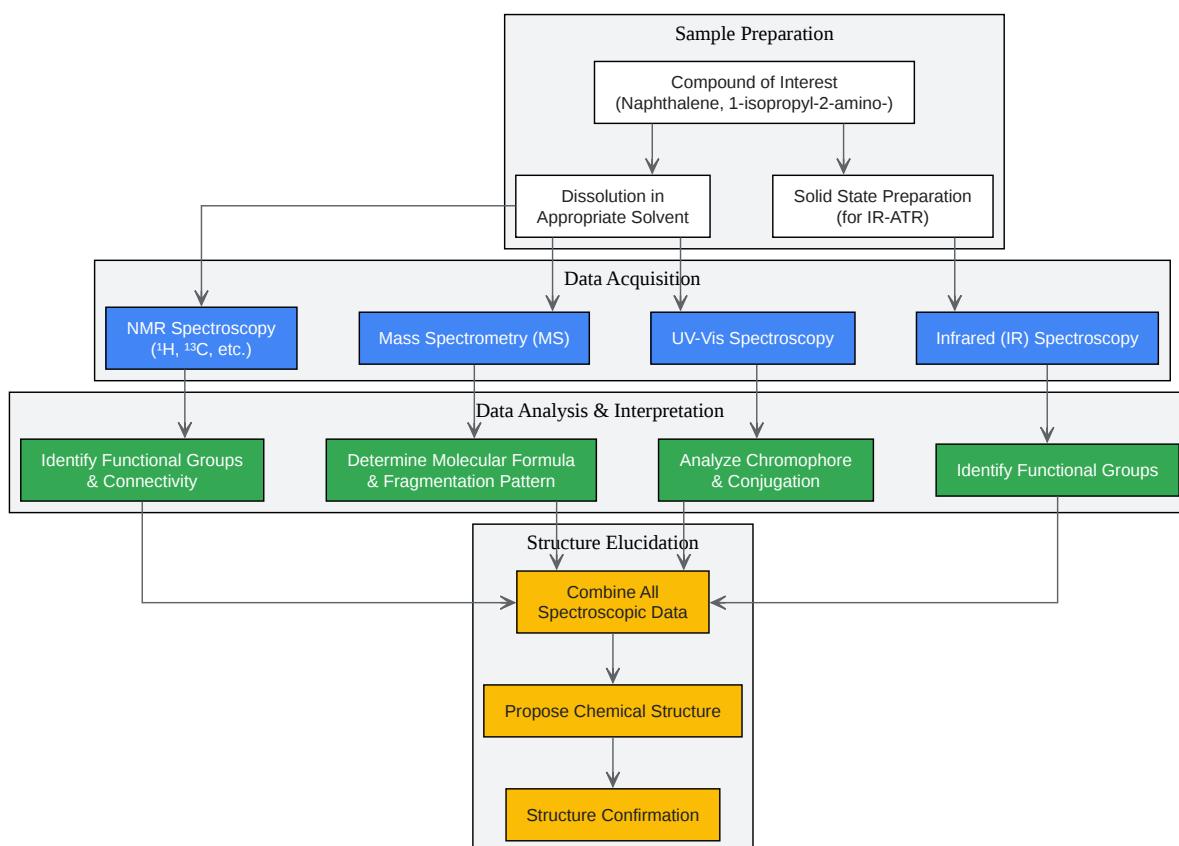 Sample Preparation
Compound of Interest
(Naphthalene, 1-isopropyl-2-amino-)
Dissolution in
Appropriate Solvent
Solid State Preparation
(for IR-ATR)
Data Acquisition
NMR Spectroscopy
(¹H, ¹³C, etc.)
Mass Spectrometry (MS)
UV-Vis Spectroscopy
Infrared (IR) Spectroscopy
Data Analysis & Interpretation
Identify Functional Groups
& Connectivity
Determine Molecular Formula
& Fragmentation Pattern
Analyze Chromophore
& Conjugation
Identify Functional Groups
Structure Elucidation
Combine All
Spectroscopic Data
Propose Chemical Structure
Structure Confirmation